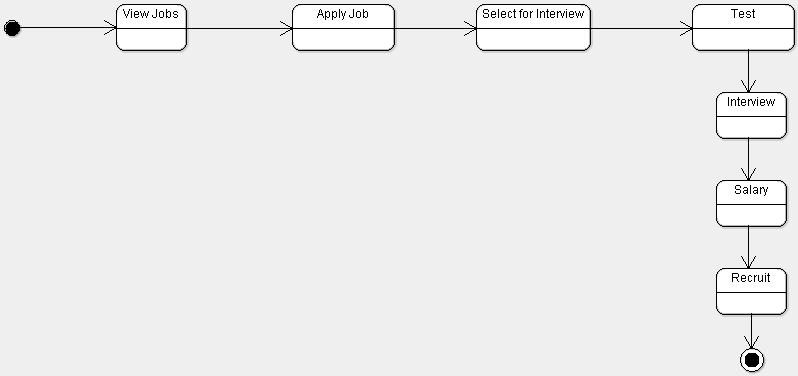 View Jobs
Apply Job
Select for Interview
Test
Interview
Salary
Recruit